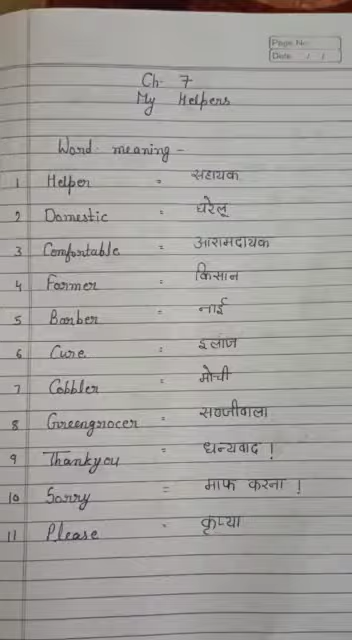 Page No:
Date: / /
Ch- 7
My Helpers
Word meaning -
1 Helper = सहायक
2 Domestic = घरेलू
3 Comfortable = आरामदायक
4 Farmer = किसान
5 Barber = नाई
6 Cure = इलाज
7 Cobbler = मोची
8 Greengrocer = सब्जीवाला
9 Thankyou = धन्यवाद !
10 Sorry = माफ करना !
11 Please = कृप्या